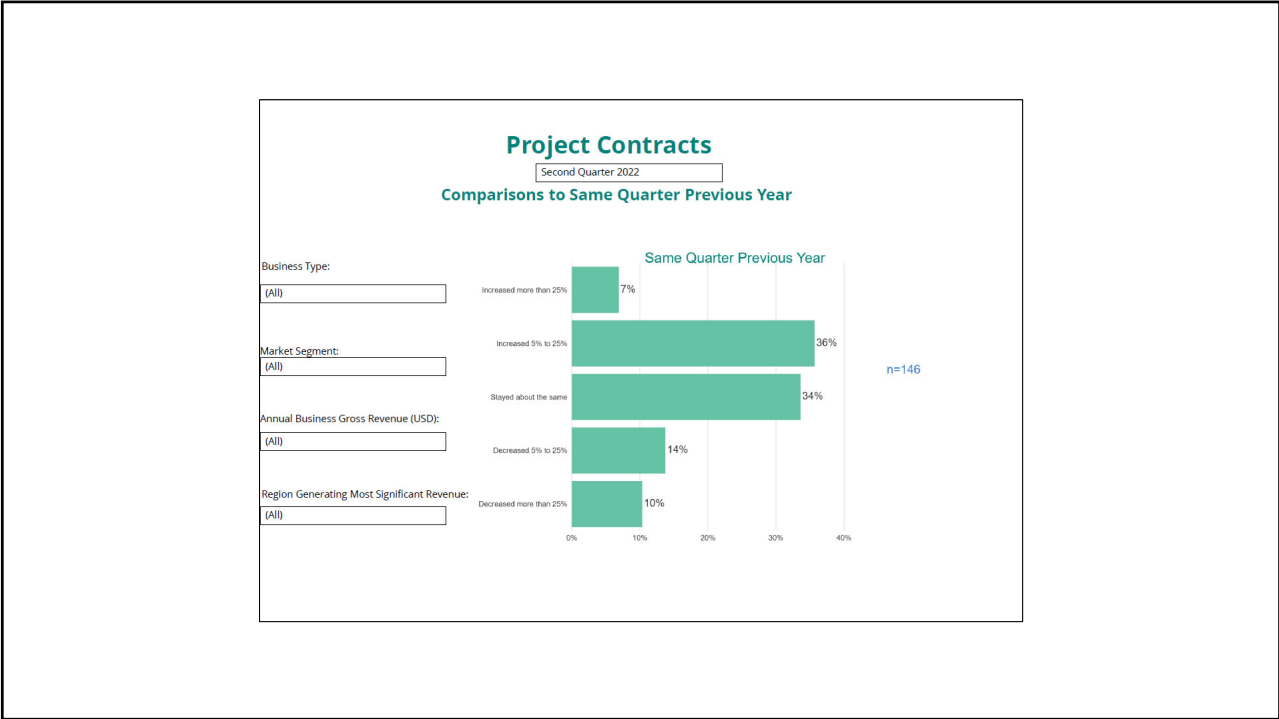 Project Contracts
Second Quarter 2022
Comparisons to Same Quarter Previous Year
Business Type:
(All)
Market Segment:
(All)
Annual Business Gross Revenue (USD):
(All)
Region Generating Most Significant Revenue:
(All)
Same Quarter Previous Year
Increased more than 25% 7%
Increased 5% to 25% 36%
Stayed about the same 34%
Decreased 5% to 25% 14%
Decreased more than 25% 10%
0% 10% 20% 30% 40%
n=146